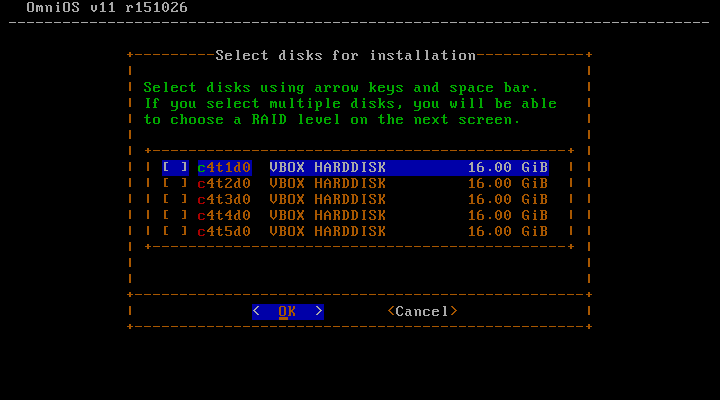 OmniOS v11 r151026
Select disks for installation
Select disks using arrow keys and space bar.
If you select multiple disks, you will be able
to choose a RAID level on the next screen.
[ ] c4t1d0 VBOX HARDDISK 16.00 GiB
[ ] c4t2d0 VBOX HARDDISK 16.00 GiB
[ ] c4t3d0 VBOX HARDDISK 16.00 GiB
[ ] c4t4d0 VBOX HARDDISK 16.00 GiB
[ ] c4t5d0 VBOX HARDDISK 16.00 GiB
< OK > <Cancel>